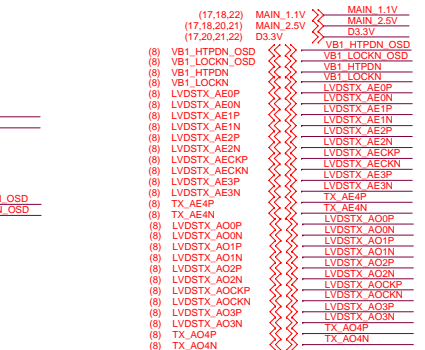 (17,18,22) MAIN_1.1V MAIN_1.1V
(17,18,20,21) MAIN_2.5V MAIN_2.5V
(17,20,21,22) D3.3V D3.3V
(8) VB1_HTPDN_OSD VB1_HTPDN_OSD
(8) VB1_LOCKN_OSD VB1_LOCKN_OSD
(8) VB1_HTPDN VB1_HTPDN
(8) VB1_LOCKN VB1_LOCKN
(8) LVDSTX_AE0P LVDSTX_AE0P
(8) LVDSTX_AE0N LVDSTX_AE0N
(8) LVDSTX_AE1P LVDSTX_AE1P
(8) LVDSTX_AE1N LVDSTX_AE1N
(8) LVDSTX_AE2P LVDSTX_AE2P
(8) LVDSTX_AE2N LVDSTX_AE2N
(8) LVDSTX_AECKP LVDSTX_AECKP
(8) LVDSTX_AECKN LVDSTX_AECKN
(8) LVDSTX_AE3P LVDSTX_AE3P
(8) LVDSTX_AE3N LVDSTX_AE3N
N_OSD (8) TX_AE4P TX_AE4P
N_OSD (8) TX_AE4N TX_AE4N
(8) LVDSTX_AO0P LVDSTX_AO0P
(8) LVDSTX_AO0N LVDSTX_AO0N
(8) LVDSTX_AO1P LVDSTX_AO1P
(8) LVDSTX_AO1N LVDSTX_AO1N
(8) LVDSTX_AO2P LVDSTX_AO2P
(8) LVDSTX_AO2N LVDSTX_AO2N
(8) LVDSTX_AOCKP LVDSTX_AOCKP
(8) LVDSTX_AOCKN LVDSTX_AOCKN
(8) LVDSTX_AO3P LVDSTX_AO3P
(8) LVDSTX_AO3N LVDSTX_AO3N
(8) TX_AO4P TX_AO4P
(8) TX_AO4N TX_AO4N